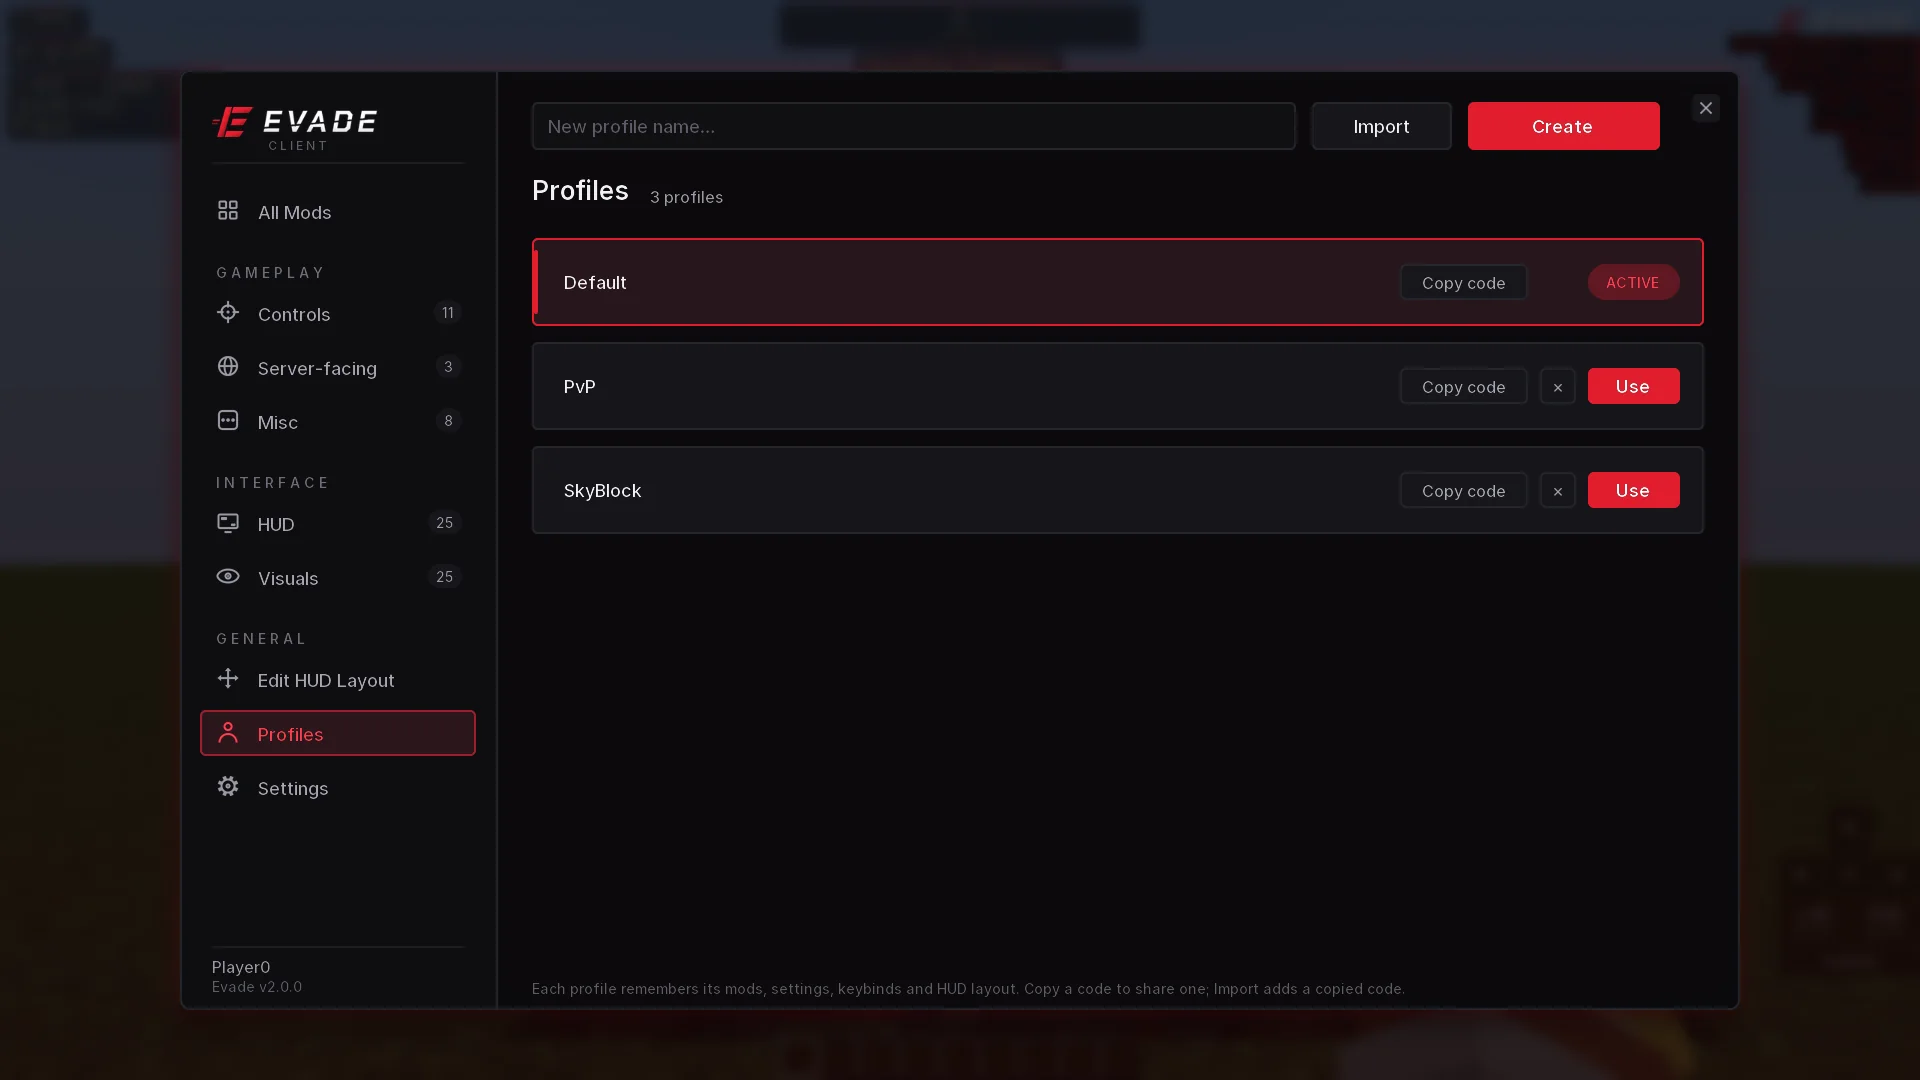 EVADE
CLIENT
All Mods
GAMEPLAY
Controls 11
Server-facing 3
Misc 8
INTERFACE
HUD 25
Visuals 25
GENERAL
Edit HUD Layout
Profiles
Settings
Player0
Evade v2.0.0
New profile name...
Import
Create
×
Profiles 3 profiles
Default Copy code ACTIVE
PvP Copy code × Use
SkyBlock Copy code × Use
Each profile remembers its mods, settings, keybinds and HUD layout. Copy a code to share one; Import adds a copied code.